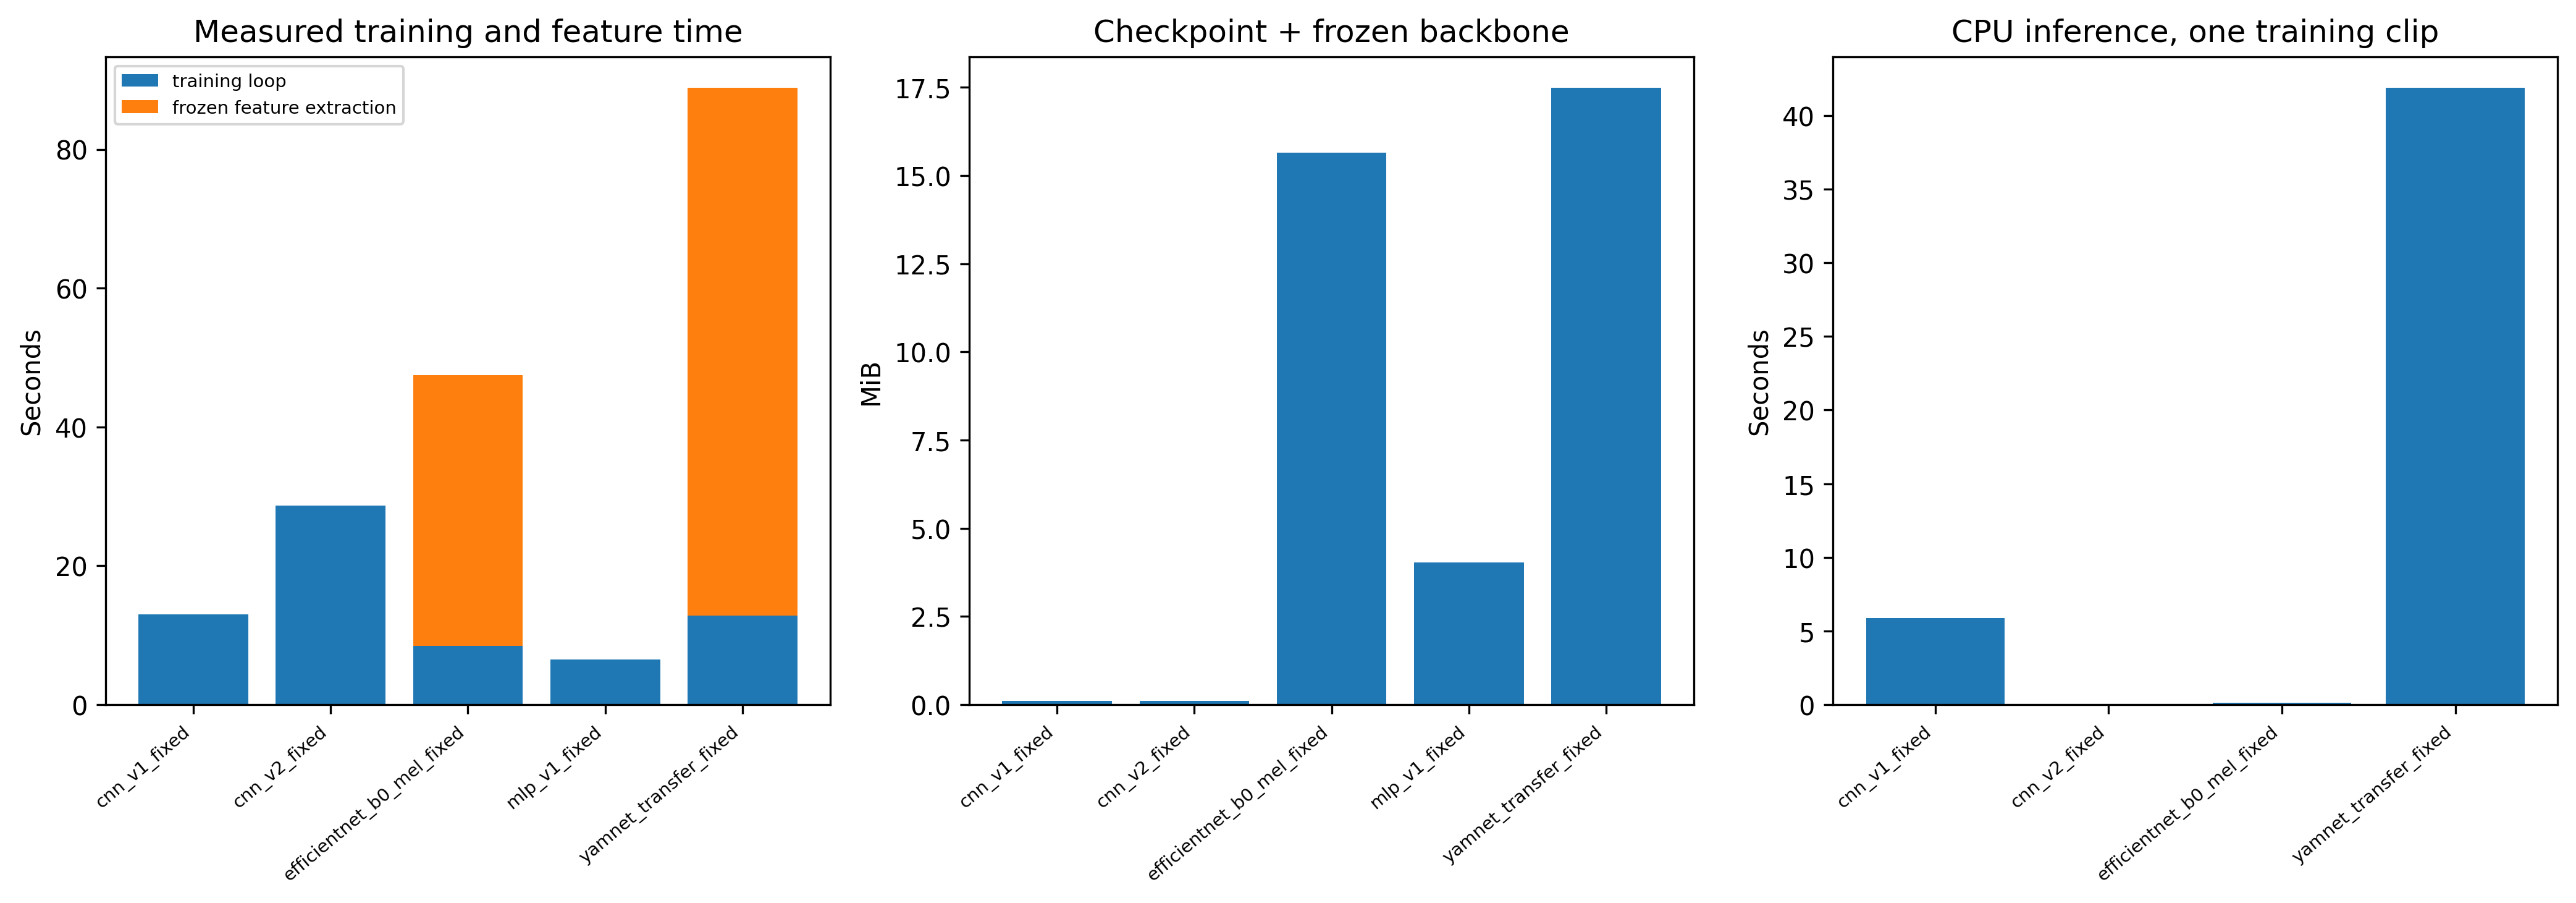 Measured training and feature time
training loop
frozen feature extraction
Seconds
80
60
40
20
0
cnn_v1_fixed
cnn_v2_fixed
efficientnet_b0_mel_fixed
mlp_v1_fixed
yamnet_transfer_fixed
Checkpoint + frozen backbone
MiB
17.5
15.0
12.5
10.0
7.5
5.0
2.5
0.0
cnn_v1_fixed
cnn_v2_fixed
efficientnet_b0_mel_fixed
mlp_v1_fixed
yamnet_transfer_fixed
CPU inference, one training clip
Seconds
40
35
30
25
20
15
10
5
0
cnn_v1_fixed
cnn_v2_fixed
efficientnet_b0_mel_fixed
yamnet_transfer_fixed